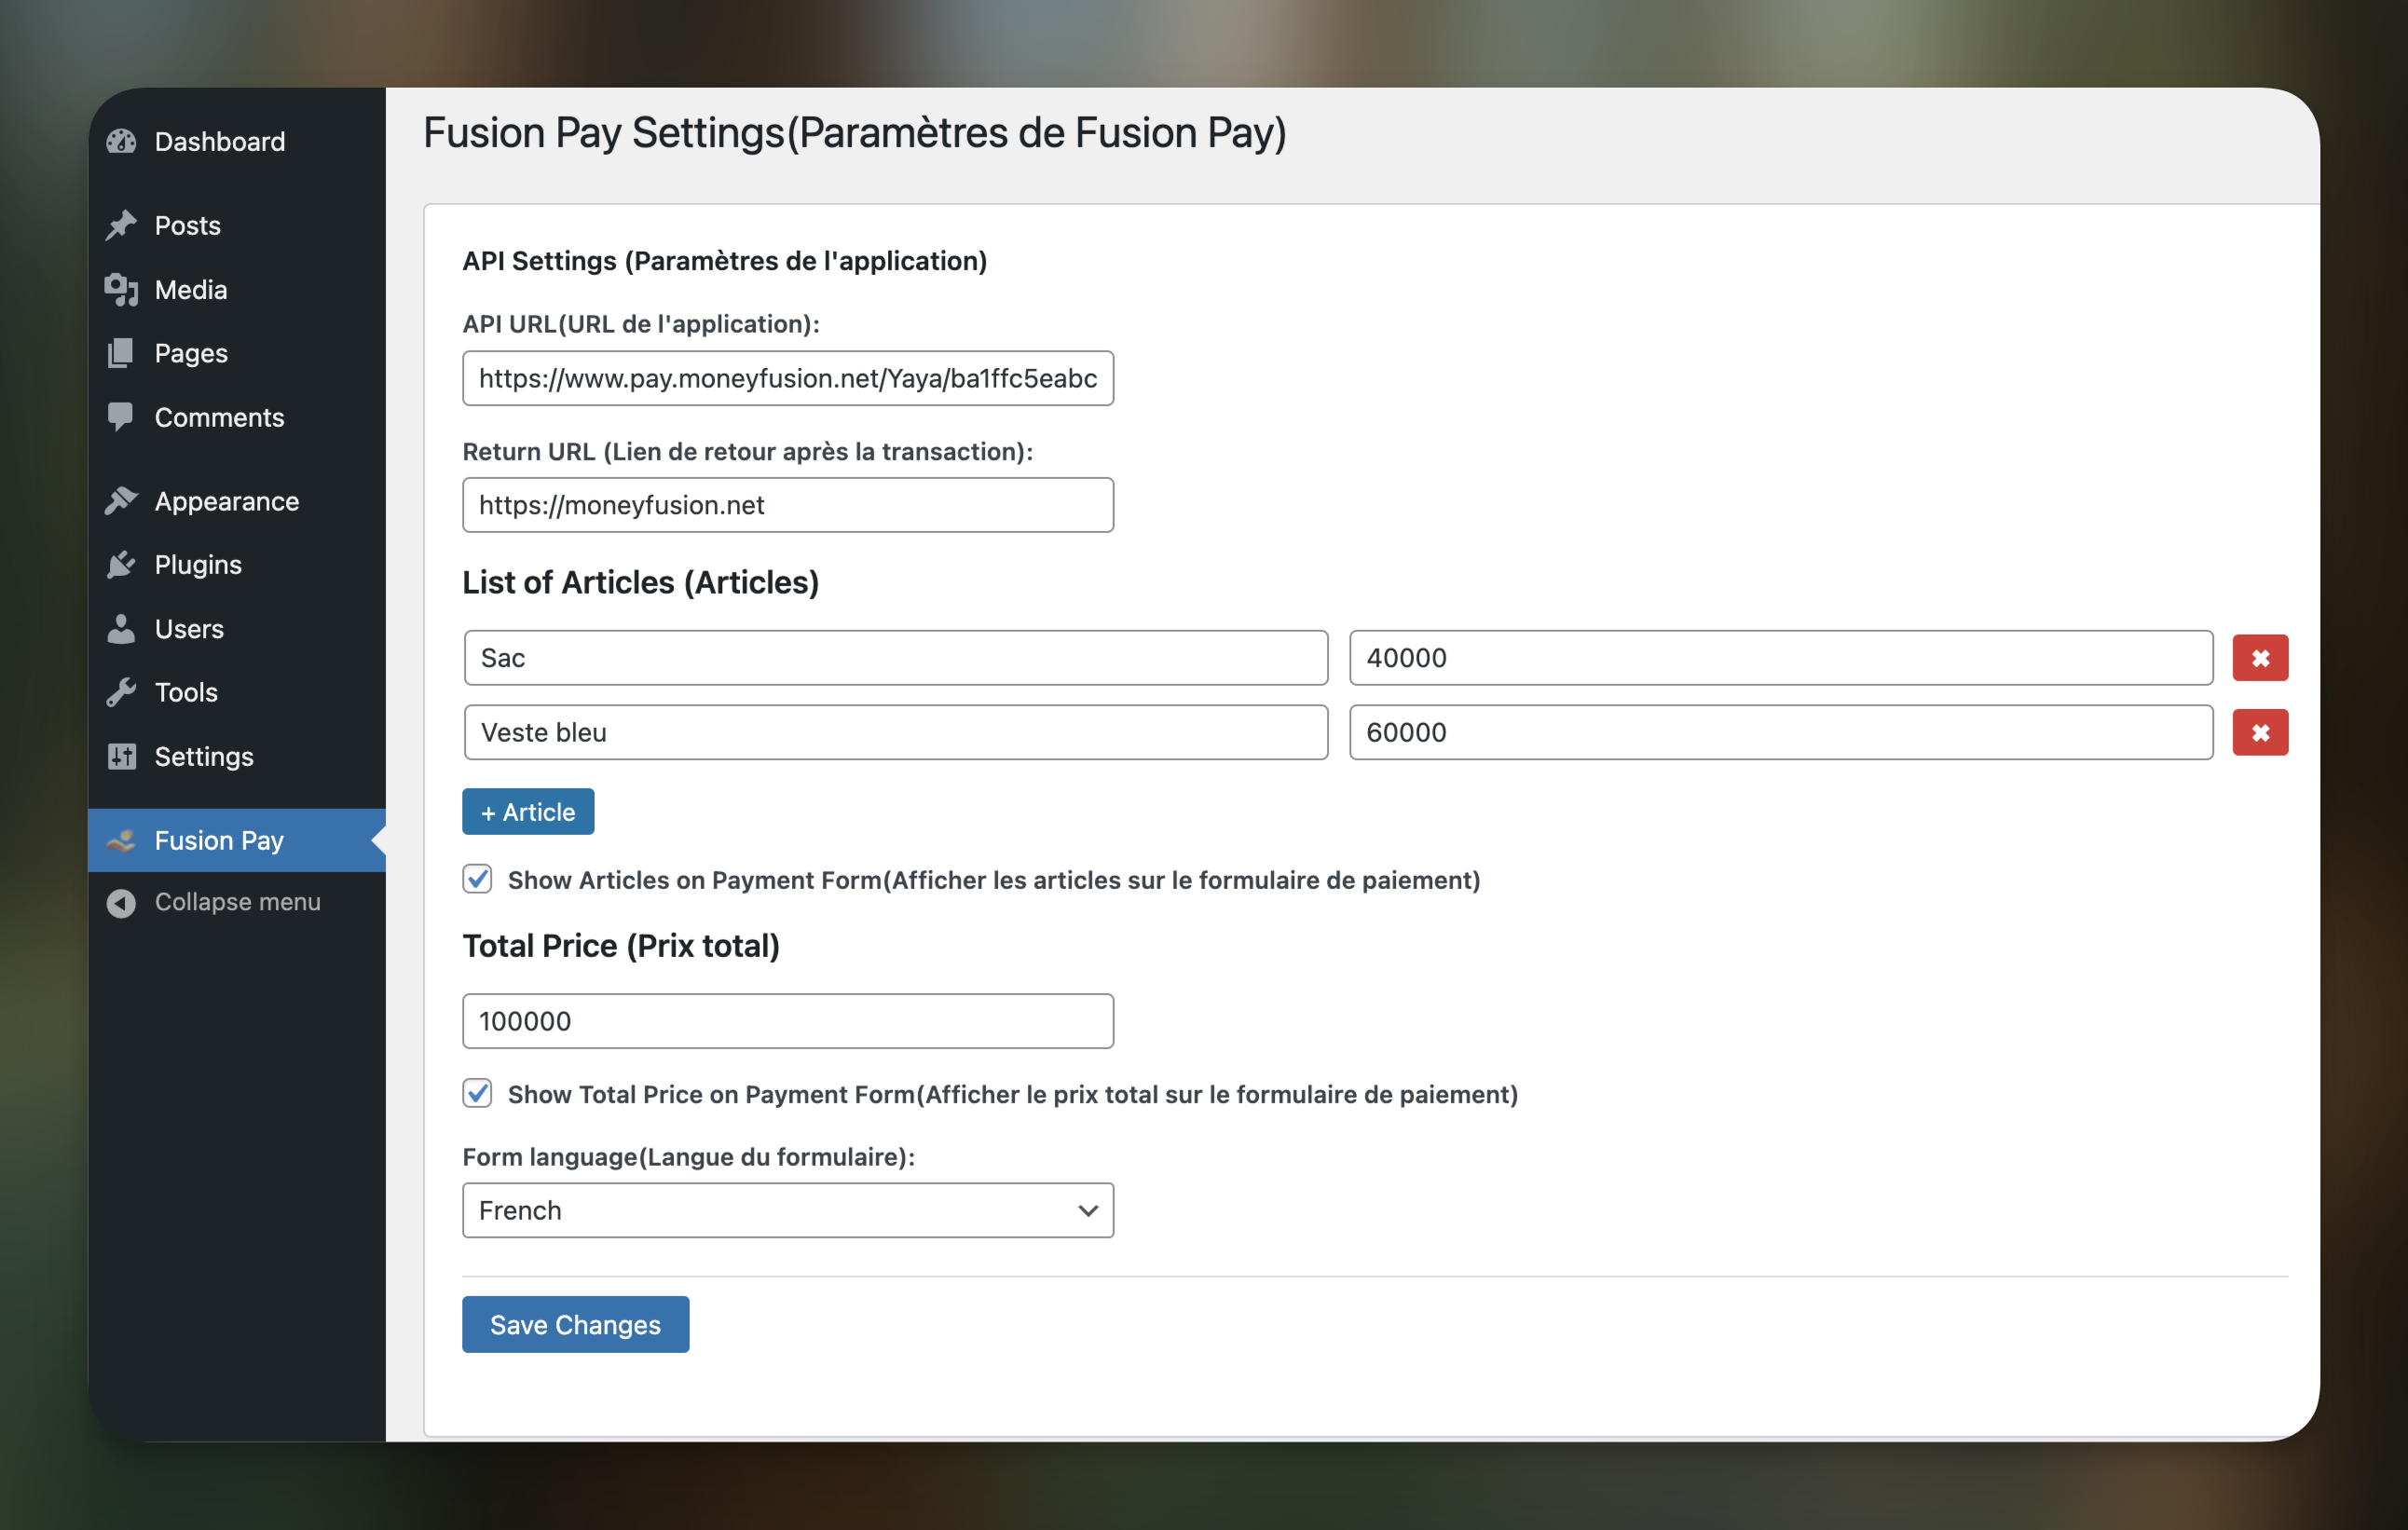 Dashboard
Posts
Media
Pages
Comments
Appearance
Plugins
Users
Tools
Settings
Fusion Pay
Collapse menu
Fusion Pay Settings(Paramètres de Fusion Pay)
API Settings (Paramètres de l'application)
API URL(URL de l'application):
https://www.pay.moneyfusion.net/Yaya/ba1ffc5eabc
Return URL (Lien de retour après la transaction):
https://moneyfusion.net
List of Articles (Articles)
Sac 40000
Veste bleu 60000
+ Article
Show Articles on Payment Form(Afficher les articles sur le formulaire de paiement)
Total Price (Prix total)
100000
Show Total Price on Payment Form(Afficher le prix total sur le formulaire de paiement)
Form language(Langue du formulaire):
French
Save Changes